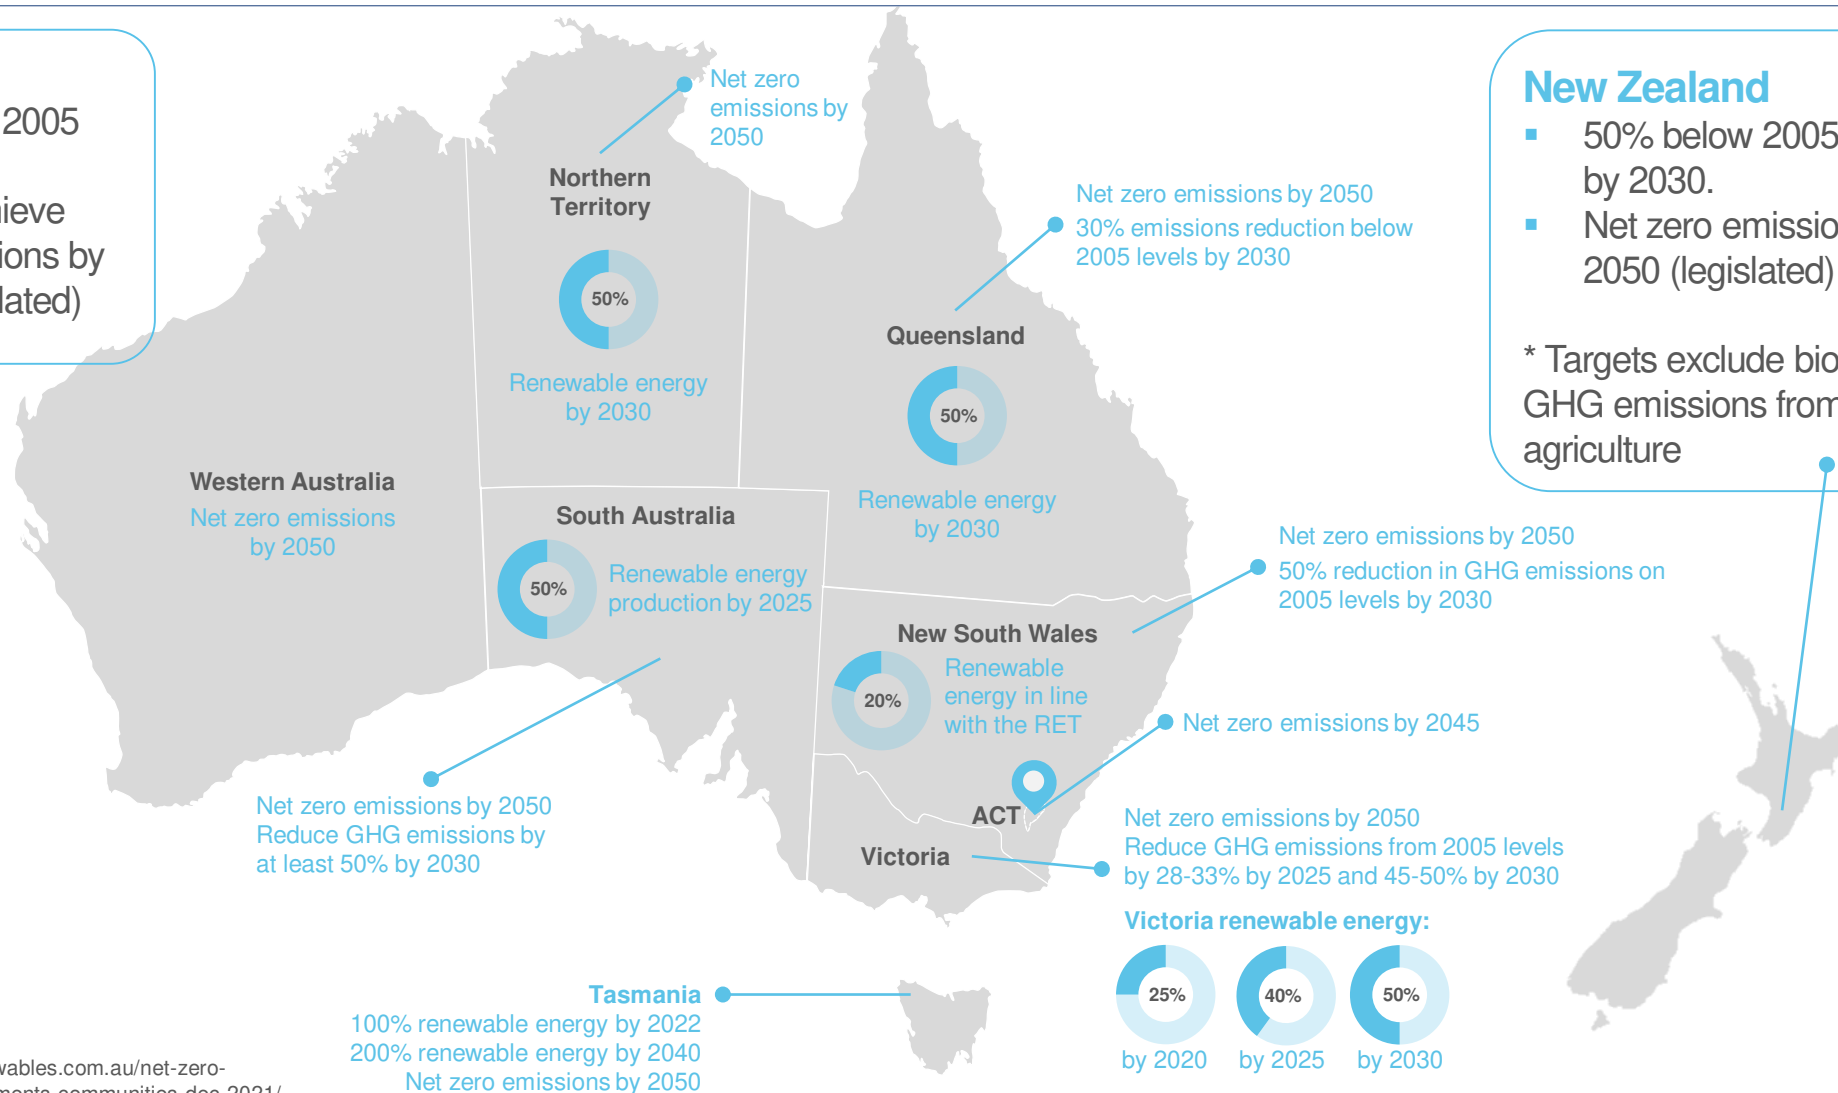 2005
ions by
lated)
Net zero
emissions by
2050
Northern
Territory
50%
Renewable energy
by 2030
Net zero emissions by 2050
30% emissions reduction below
2005 levels by 2030
Queensland
50%
Renewable energy
by 2030
New Zealand
▪ 50% below 2005
by 2030.
▪ Net zero emissio
2050 (legislated)
* Targets exclude bio
GHG emissions from
agriculture
Western Australia
Net zero emissions
by 2050
South Australia
50%
Renewable energy
production by 2025
Net zero emissions by 2050
50% reduction in GHG emissions on
2005 levels by 2030
New South Wales
20%
Renewable
energy in line
with the RET
Net zero emissions by 2045
ACT
Net zero emissions by 2050
Reduce GHG emissions by
at least 50% by 2030
Victoria
Net zero emissions by 2050
Reduce GHG emissions from 2005 levels
by 28-33% by 2025 and 45-50% by 2030
Victoria renewable energy:
25%
40%
50%
by 2020
by 2025
by 2030
Tasmania
100% renewable energy by 2022
200% renewable energy by 2040
Net zero emissions by 2050
wables.com.au/net-zero-